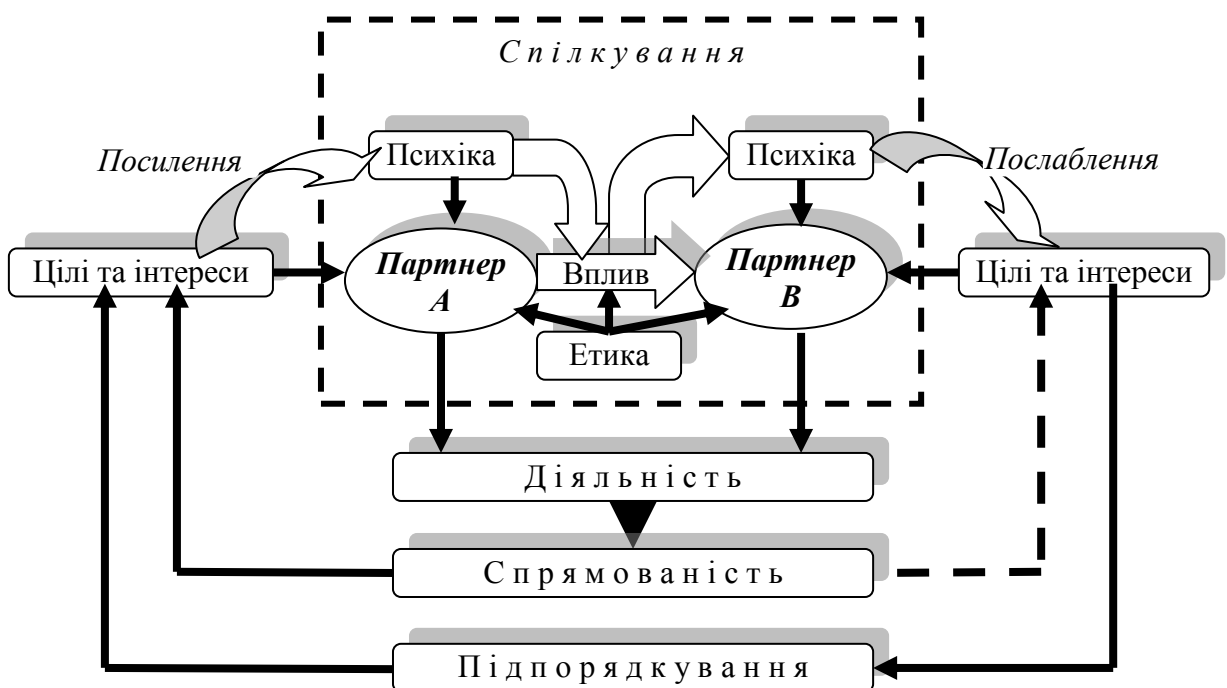 Спілкування
Психіка
Психіка
Посилення
Послаблення
Цілі та інтереси
Партнер
А
Вплив
Партнер
В
Цілі та інтереси
Етика
Діяльність
Спрямованість
Підпорядкування